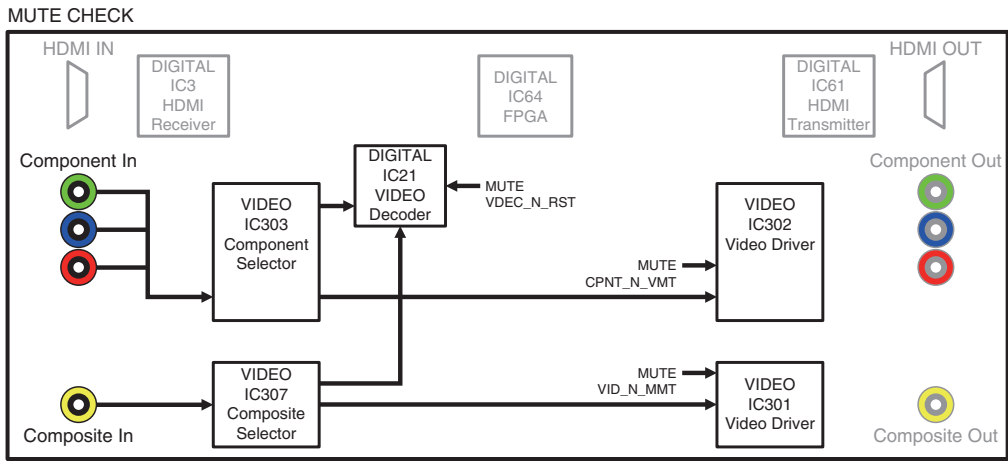 MUTE CHECK
HDMI IN
DIGITAL
IC3
HDMI
Receiver
DIGITAL
IC64
FPGA
DIGITAL
IC61
HDMI
Transmitter
HDMI OUT
Component In
VIDEO
IC303
Component
Selector
DIGITAL
IC21
VIDEO
Decoder
MUTE
VDEC_N_RST
MUTE
CPNT_N_VMT
VIDEO
IC302
Video Driver
Component Out
Composite In
VIDEO
IC307
Composite
Selector
MUTE
VID_N_MMT
VIDEO
IC301
Video Driver
Composite Out